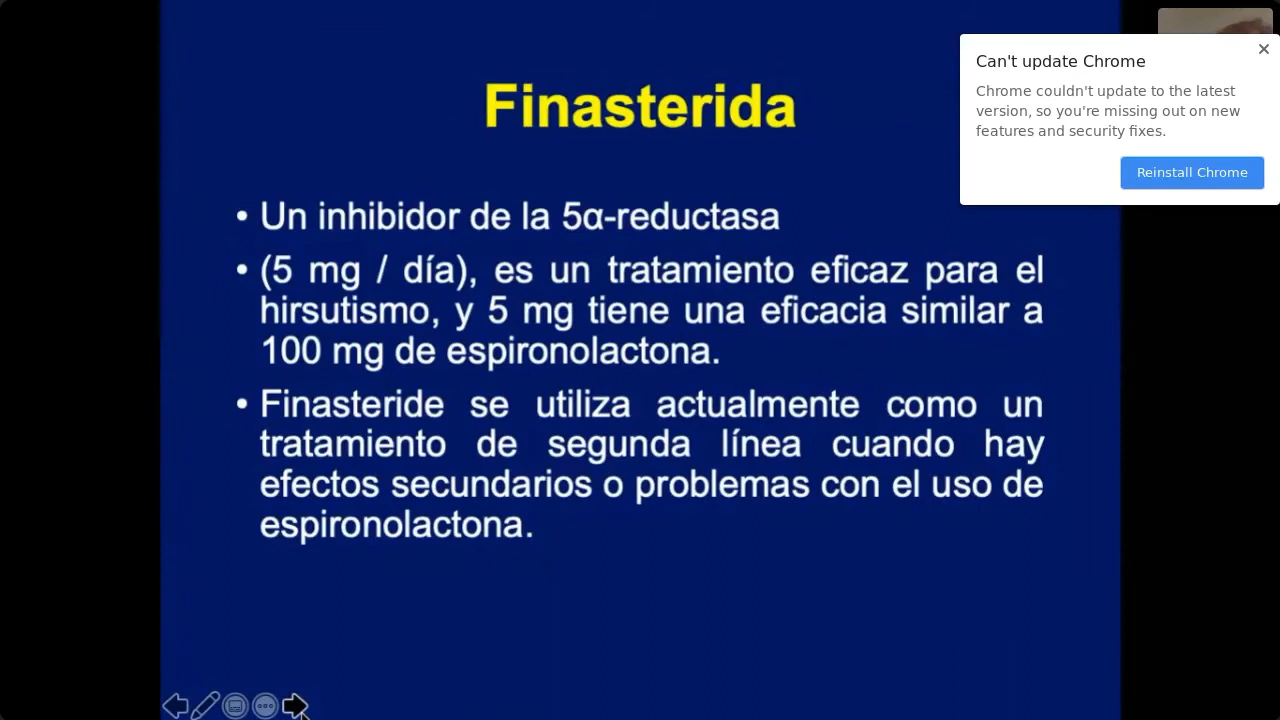 Finasterida
• Un inhibidor de la 5α-reductasa
• (5 mg / día), es un tratamiento eficaz para el
hirsutismo, y 5 mg tiene una eficacia similar a
100 mg de espironolactona.
• Finasteride se utiliza actualmente como un
tratamiento de segunda línea cuando hay
efectos secundarios o problemas con el uso de
espironolactona.
Can't update Chrome
Chrome couldn't update to the latest
version, so you're missing out on new
features and security fixes.
Reinstall Chrome